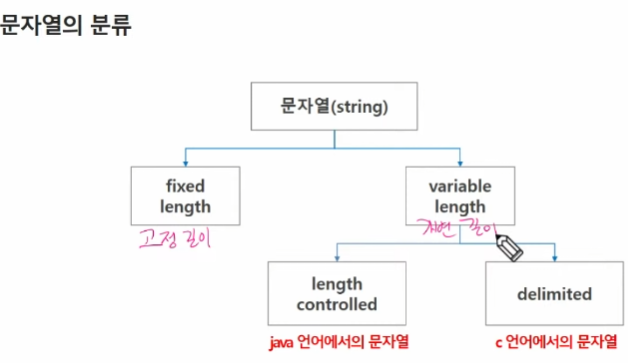 문자열의 분류
문자열(string)
fixed
length
variable
length
고정 길이
가변 길이
length
controlled
delimited
java 언어에서의 문자열
c 언어에서의 문자열